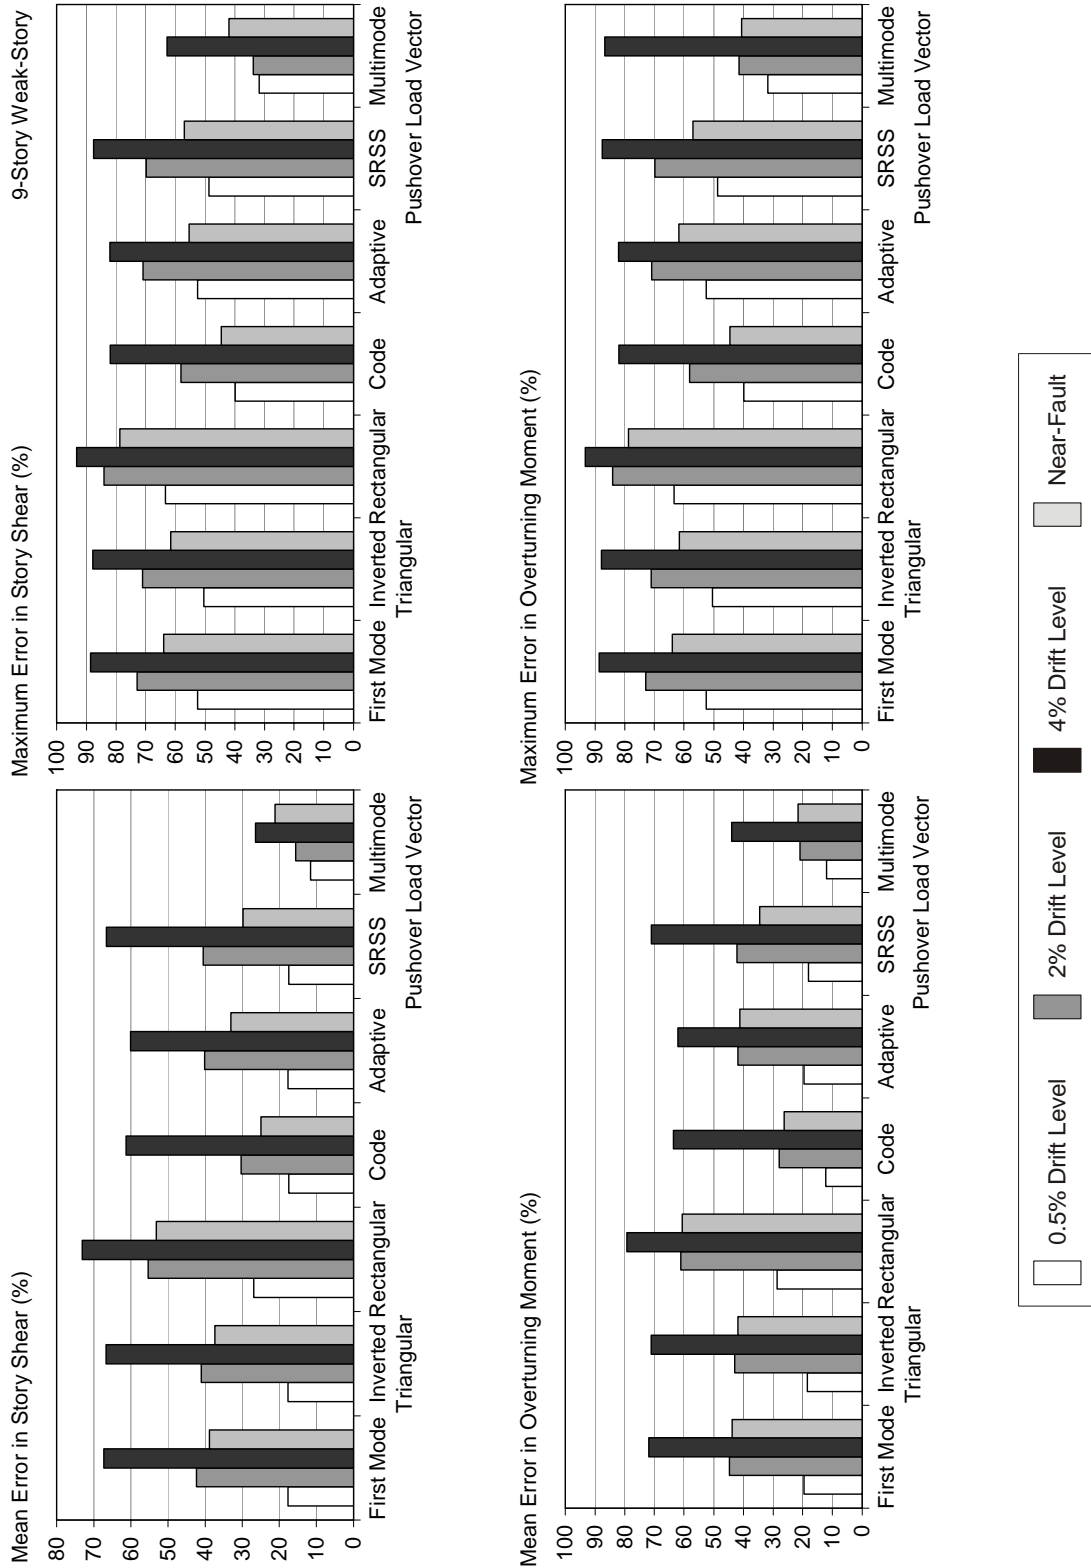 9-Story Weak-Story
Mean Error in Story Shear (%)
80
70
60
50
40
30
20
10
0
First Mode
Inverted
Triangular
Rectangular
Code
Adaptive
SRSS
Multimode
Pushover Load Vector
Maximum Error in Story Shear (%)
100
90
80
70
60
50
40
30
20
10
0
First Mode
Inverted
Triangular
Rectangular
Code
Adaptive
SRSS
Multimode
Pushover Load Vector
Mean Error in Overturning Moment (%)
100
90
80
70
60
50
40
30
20
10
0
First Mode
Inverted
Triangular
Rectangular
Code
Adaptive
SRSS
Multimode
Pushover Load Vector
Maximum Error in Overturning Moment (%)
100
90
80
70
60
50
40
30
20
10
0
First Mode
Inverted
Triangular
Rectangular
Code
Adaptive
SRSS
Multimode
Pushover Load Vector
0.5% Drift Level
2% Drift Level
4% Drift Level
Near-Fault